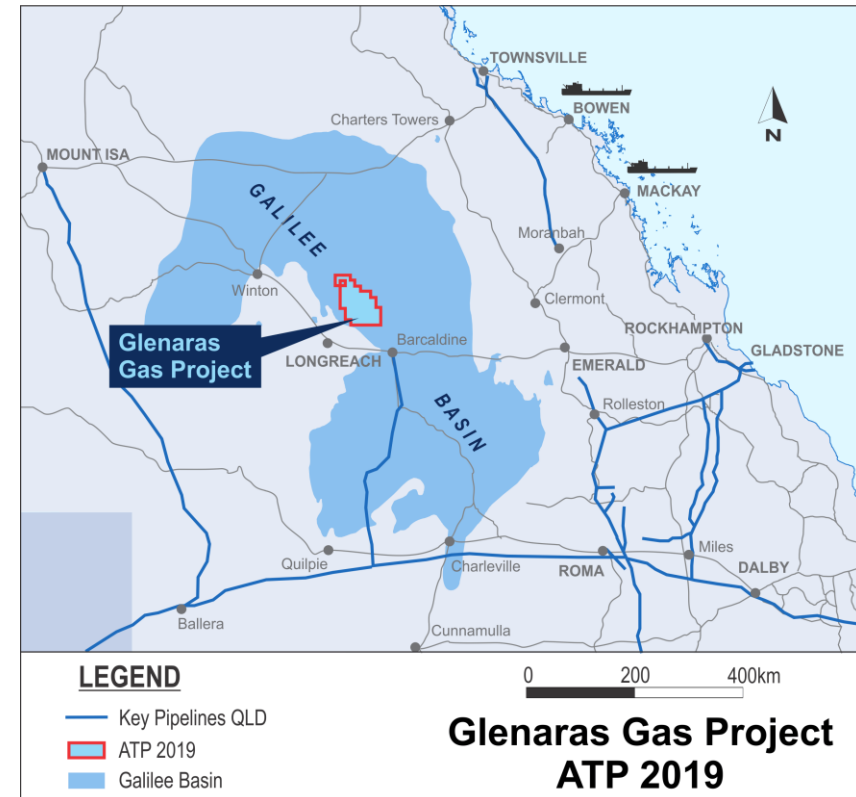 TOWNSVILLE
BOWEN
Charters Towers
N
MOUNT ISA
MACKAY
GALILEE
Moranbah
Winton
Clermont
Glenaras
Gas Project
ROCKHAMPTON
LONGREACH
Barcaldine
EMERALD
GLADSTONE
BASIN
Rolleston
Quilpie
Charleville
ROMA
Miles
DALBY
Ballera
Cunnamulla
LEGEND
Key Pipelines QLD
ATP 2019
Galilee Basin
0 200 400km
Glenaras Gas Project
ATP 2019